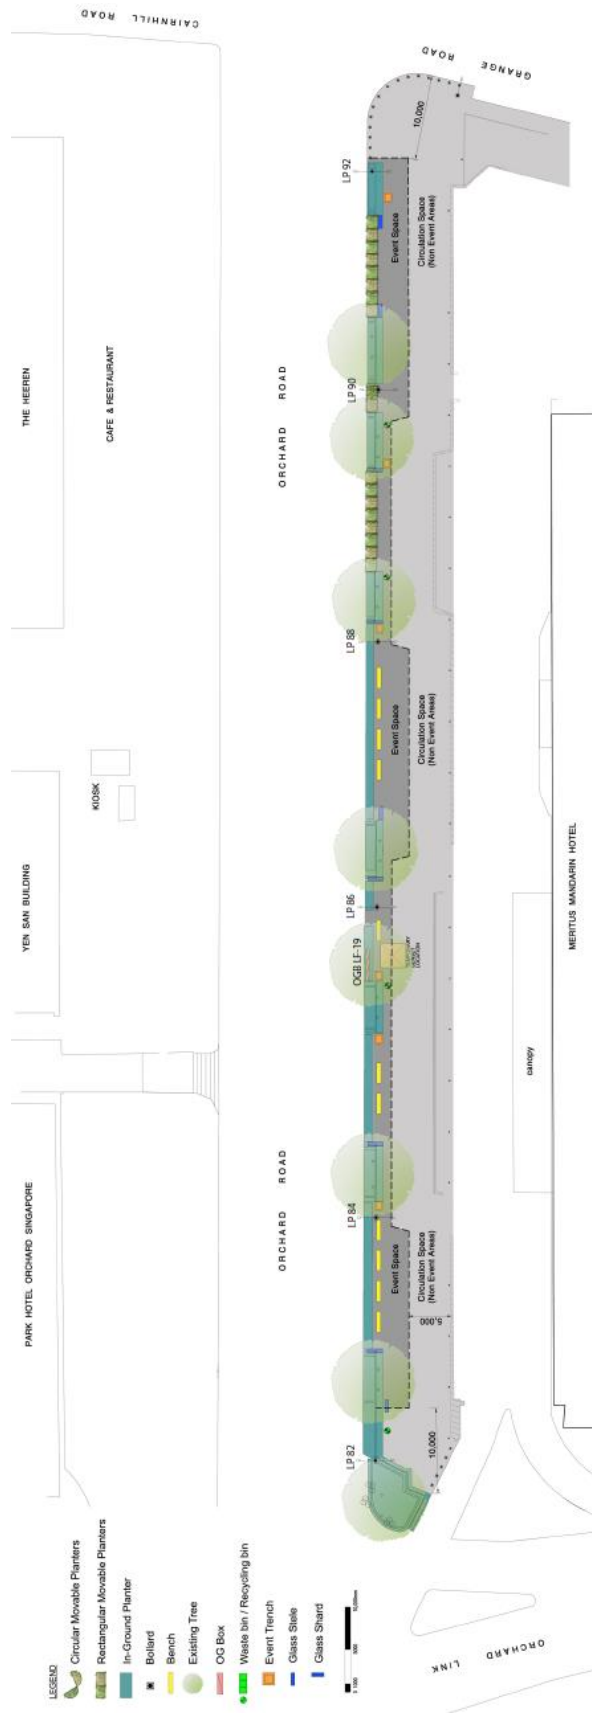 CAIRNHILL
ROAD
GRANGE
ROAD
THE HEEREN
CAFE & RESTAURANT
ORCHARD ROAD
LP 92
10,000
Event Space
Circulation Space
(Non Event Areas)
LP 90
LP 88
KIOSK
Event Space
Circulation Space
(Non Event Areas)
YEN SAN BUILDING
LP 86
OGB LF-19
LOCATION
MERITUS MANDARIN HOTEL
canopy
PARK HOTEL ORCHARD SINGAPORE
ORCHARD ROAD
LP 84
Event Space
Circulation Space
(Non Event Areas)
5,000
10,000
LP 82
ORCHARD
LINK
LEGEND
Circular Movable Planters
Rectangular Movable Planters
In-Ground Planter
Bollard
Bench
Existing Tree
OG Box
Waste bin / Recycling bin
Event Trench
Glass Stele
Glass Shard